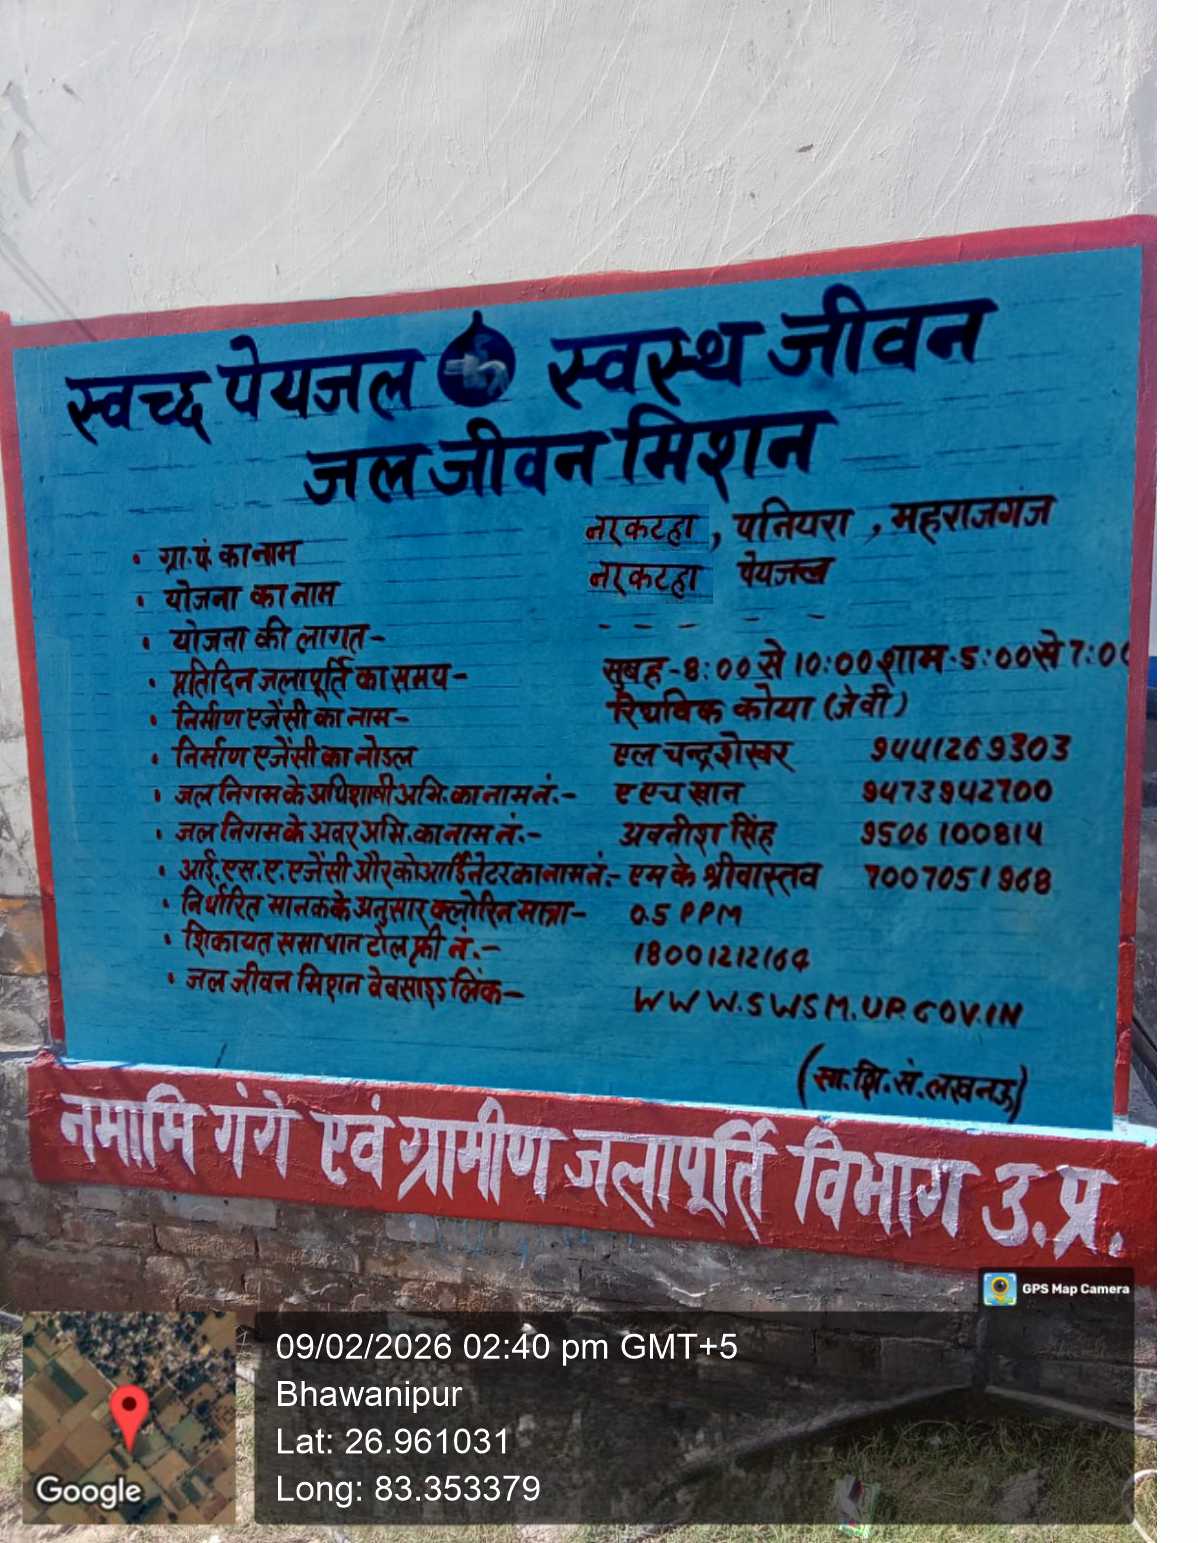 स्वच्छ पेयजल स्वस्थ जीवन
जल जीवन मिशन
• ग्रा.पं. का नाम नरकटहा , पनियरा , महराजगंज
• योजना का नाम नरकटहा पेयजल
• योजना की लागत- - - - - - -
• प्रतिदिन जलापूर्ति का समय- सुबह-8:00 से 10:00 शाम-5:00 से 7:00
• निर्माण एजेंसी का नाम- रिथविक कोया (जेवी)
• निर्माण एजेंसी का नोडल एल चन्द्रशेखर 9441269303
• जल निगम के अधिशाषी अभि. का नाम नं.- ए एच खान 9473942700
• जल निगम के अवर अभि. का नाम नं.- अवनीश सिंह 9506100814
• आई.एस.ए. एजेंसी और कोआर्डिनेटर का नाम नं.- एम के श्रीवास्तव 7007051968
• निर्धारित मानक के अनुसार क्लोरिन मात्रा- 0.5 PPM
• शिकायत समाधान टोल फ्री नं.- 18001212164
• जल जीवन मिशन वेबसाइट लिंक- WWW.SWSM.UP.GOV.IN
(सा.शि.सं. लखनऊ)
नमामि गंगे एवं ग्रामीण जलापूर्ति विभाग उ.प्र.
GPS Map Camera
09/02/2026 02:40 pm GMT+5
Bhawanipur
Lat: 26.961031
Long: 83.353379
Google